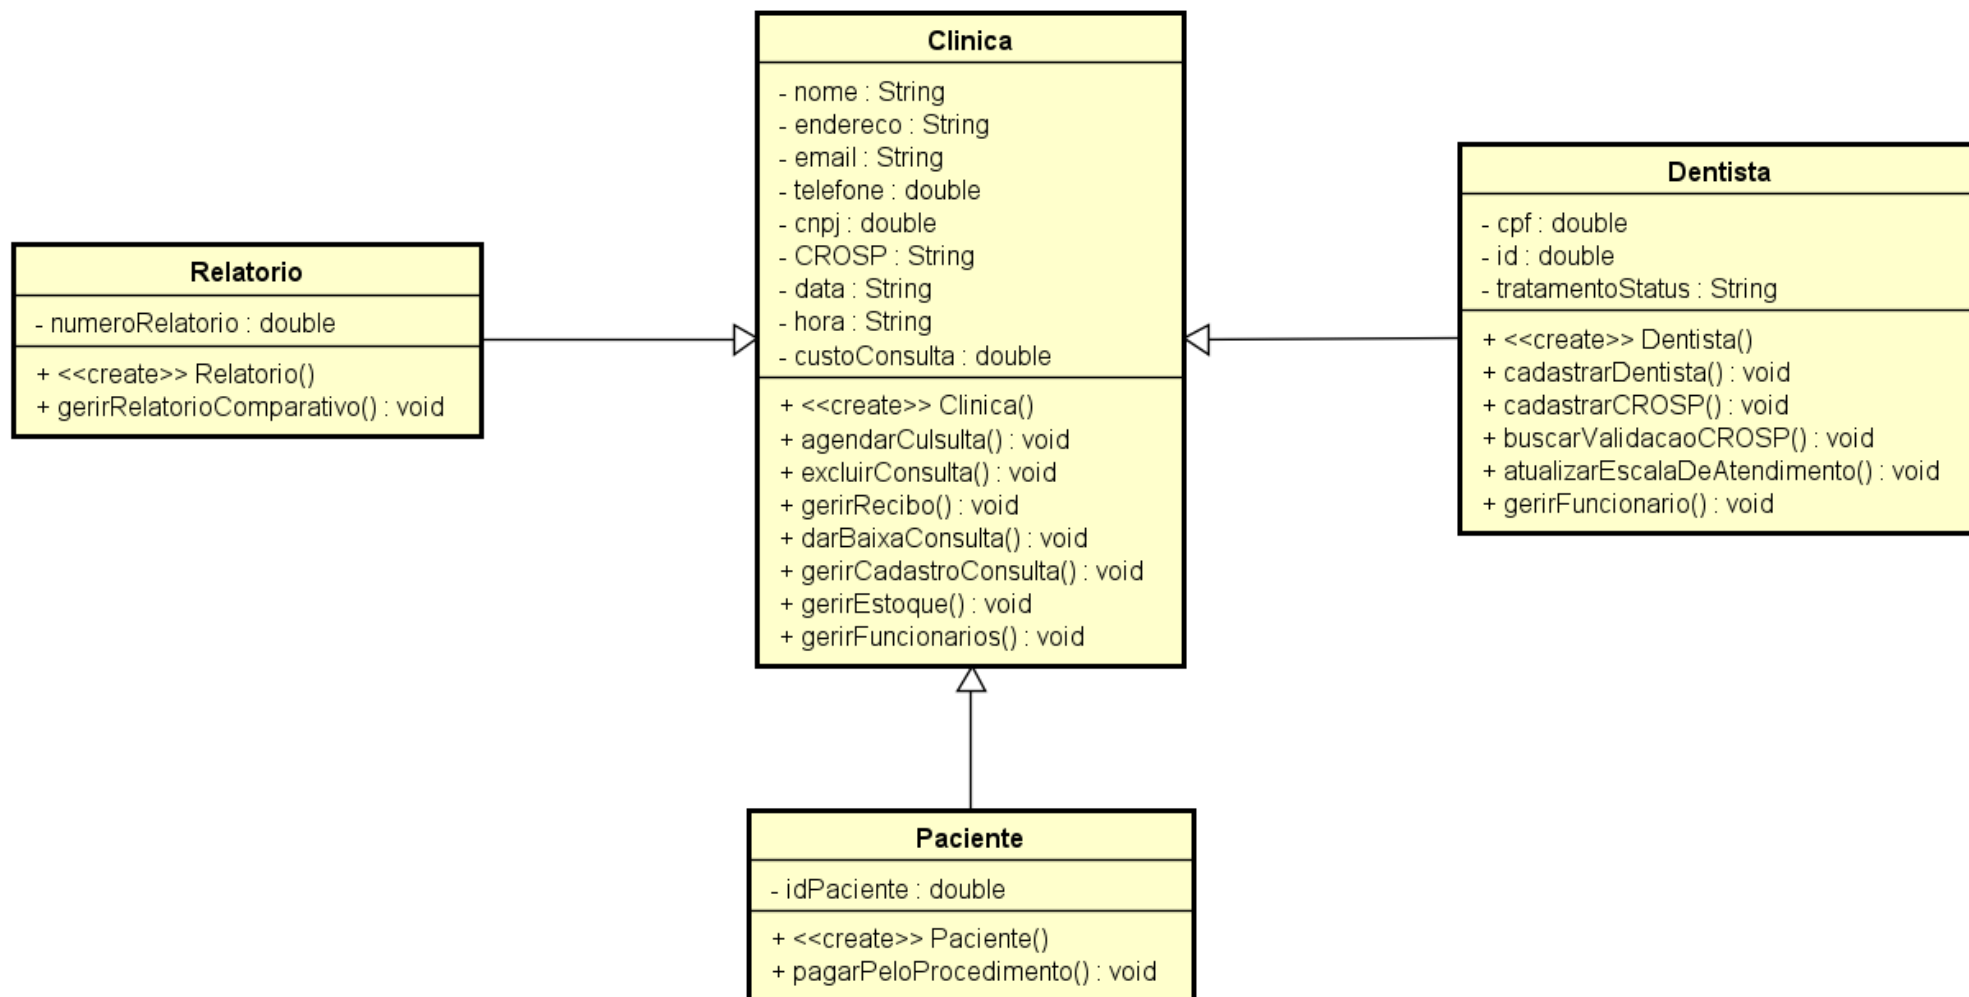 Clinica
- nome : String
- endereco : String
- email : String
- telefone : double
- cnpj : double
- CROSP : String
- data : String
- hora : String
- custoConsulta : double
+ <<create>> Clinica()
+ agendarCulsulta() : void
+ excluirConsulta() : void
+ gerirRecibo() : void
+ darBaixaConsulta() : void
+ gerirCadastroConsulta() : void
+ gerirEstoque() : void
+ gerirFuncionarios() : void
Relatorio
- numeroRelatorio : double
+ <<create>> Relatorio()
+ gerirRelatorioComparativo() : void
Dentista
- cpf : double
- id : double
- tratamentoStatus : String
+ <<create>> Dentista()
+ cadastrarDentista() : void
+ cadastrarCROSP() : void
+ buscarValidacaoCROSP() : void
+ atualizarEscalaDeAtendimento() : void
+ gerirFuncionario() : void
Paciente
- idPaciente : double
+ <<create>> Paciente()
+ pagarPeloProcedimento() : void